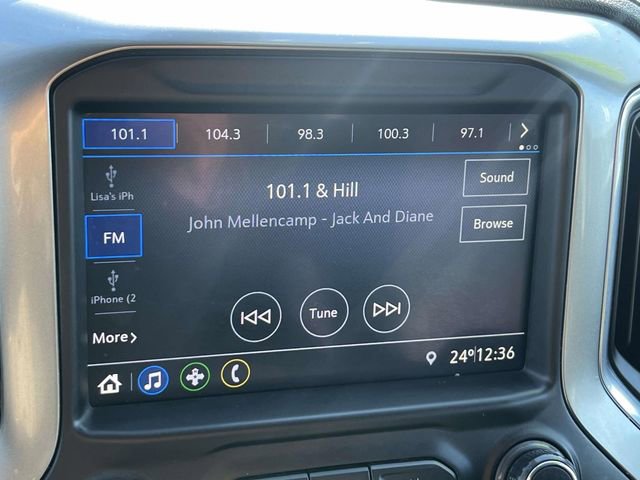 101.1 104.3 98.3 100.3 97.1
Lisa's iPh
101.1 & Hill
Sound
John Mellencamp - Jack And Diane
Browse
FM
iPhone (2
Tune
More
24° 12:36